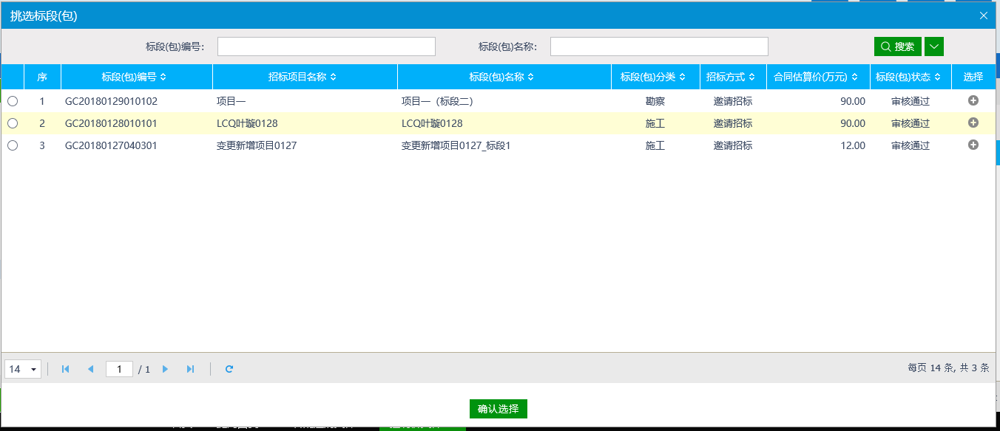 挑选标段(包)
标段(包)编号: 标段(包)名称: 搜索
序 标段(包)编号 招标项目名称 标段(包)名称 标段(包)分类 招标方式 合同估算价(万元) 标段(包)状态 选择
1 GC20180129010102 项目一 项目一（标段二） 勘察 邀请招标 90.00 审核通过
2 GC20180128010101 LCQ叶璇0128 LCQ叶璇0128 施工 邀请招标 90.00 审核通过
3 GC20180127040301 变更新增项目0127 变更新增项目0127_标段1 施工 邀请招标 12.00 审核通过
14 1 / 1 每页 14 条, 共 3 条
确认选择